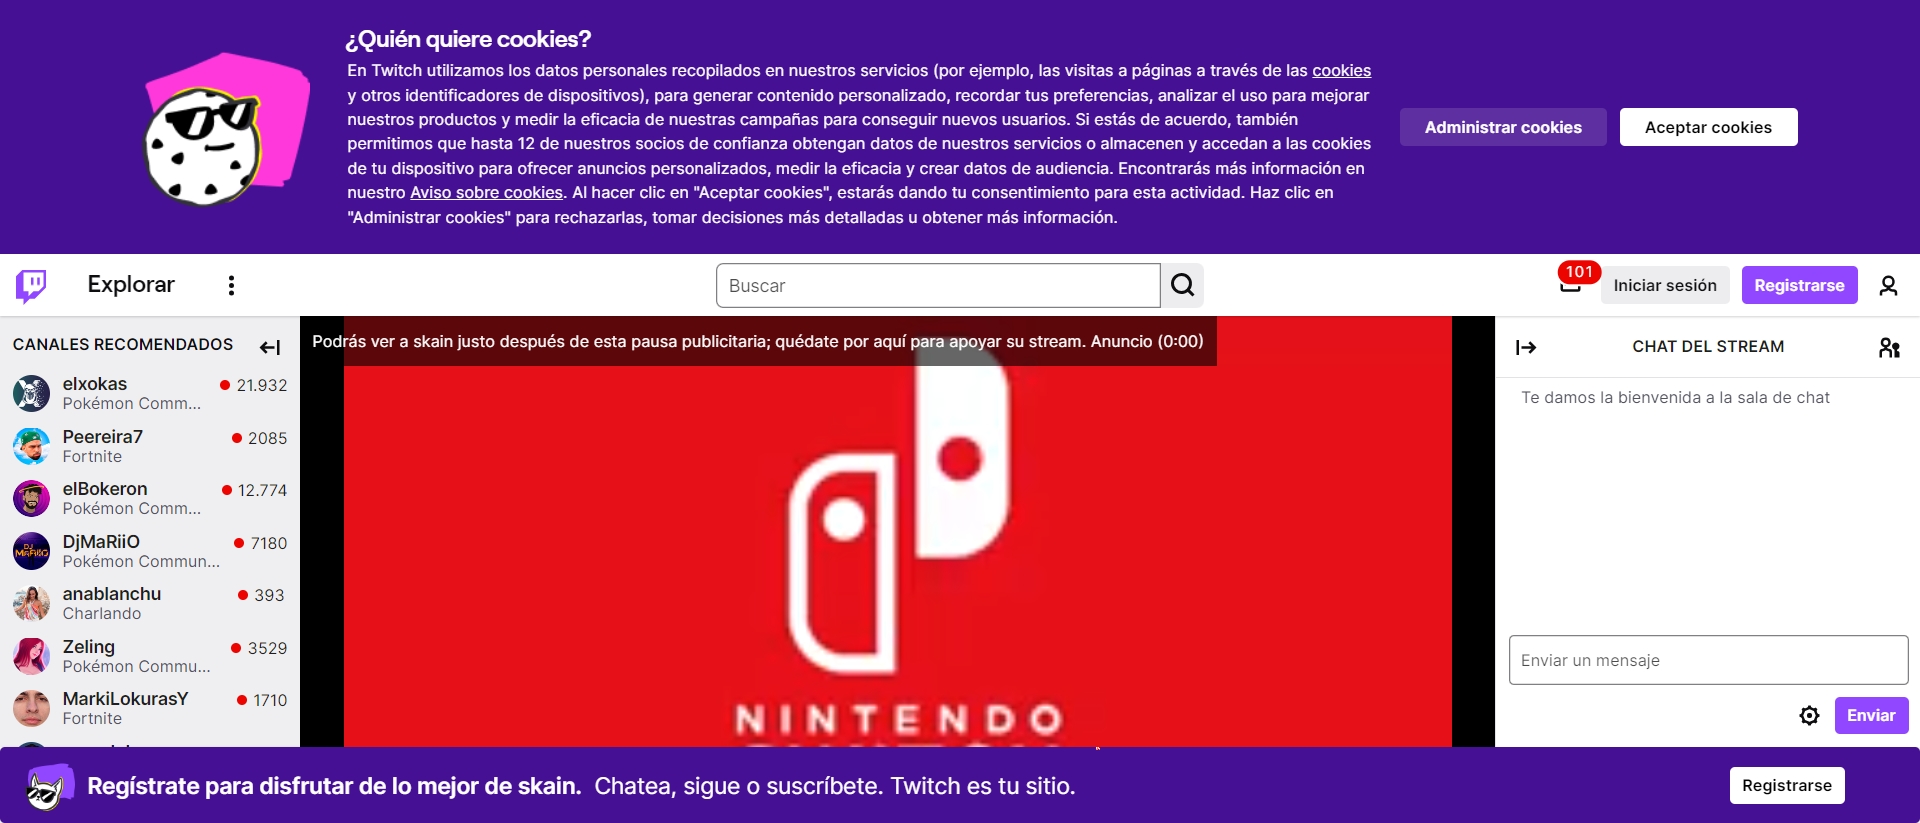 ¿Quién quiere cookies?
En Twitch utilizamos los datos personales recopilados en nuestros servicios (por ejemplo, las visitas a páginas a través de las cookies
y otros identificadores de dispositivos), para generar contenido personalizado, recordar tus preferencias, analizar el uso para mejorar
nuestros productos y medir la eficacia de nuestras campañas para conseguir nuevos usuarios. Si estás de acuerdo, también
permitimos que hasta 12 de nuestros socios de confianza obtengan datos de nuestros servicios o almacenen y accedan a las cookies
de tu dispositivo para ofrecer anuncios personalizados, medir la eficacia y crear datos de audiencia. Encontrarás más información en
nuestro Aviso sobre cookies. Al hacer clic en "Aceptar cookies", estarás dando tu consentimiento para esta actividad. Haz clic en
"Administrar cookies" para rechazarlas, tomar decisiones más detalladas u obtener más información.
Administrar cookies
Aceptar cookies
Explorar
Buscar
101
Iniciar sesión
Registrarse
CANALES RECOMENDADOS
elxokas 21.932
Pokémon Comm...
Peereira7 2085
Fortnite
elBokeron 12.774
Pokémon Comm...
DjMaRiiO 7180
Pokémon Commun...
anablanchu 393
Charlando
Zeling 3529
Pokémon Commu...
MarkiLokurasY 1710
Fortnite
Podrás ver a skain justo después de esta pausa publicitaria; quédate por aquí para apoyar su stream. Anuncio (0:00)
NINTENDO
CHAT DEL STREAM
Te damos la bienvenida a la sala de chat
Enviar un mensaje
Enviar
Regístrate para disfrutar de lo mejor de skain. Chatea, sigue o suscríbete. Twitch es tu sitio.
Registrarse